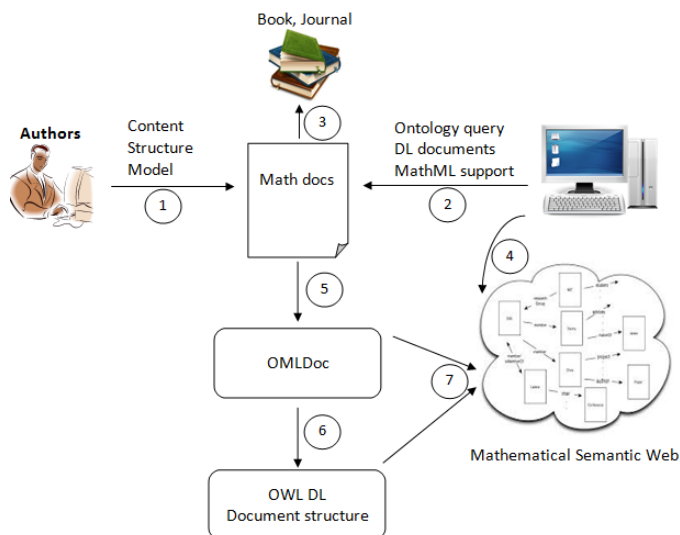 Book, Journal
Authors
Content
Structure
Model
3
Ontology query
DL documents
MathML support
Math docs
1
2
4
5
OMLDoc
7
6
Mathematical Semantic Web
OWL DL
Document structure